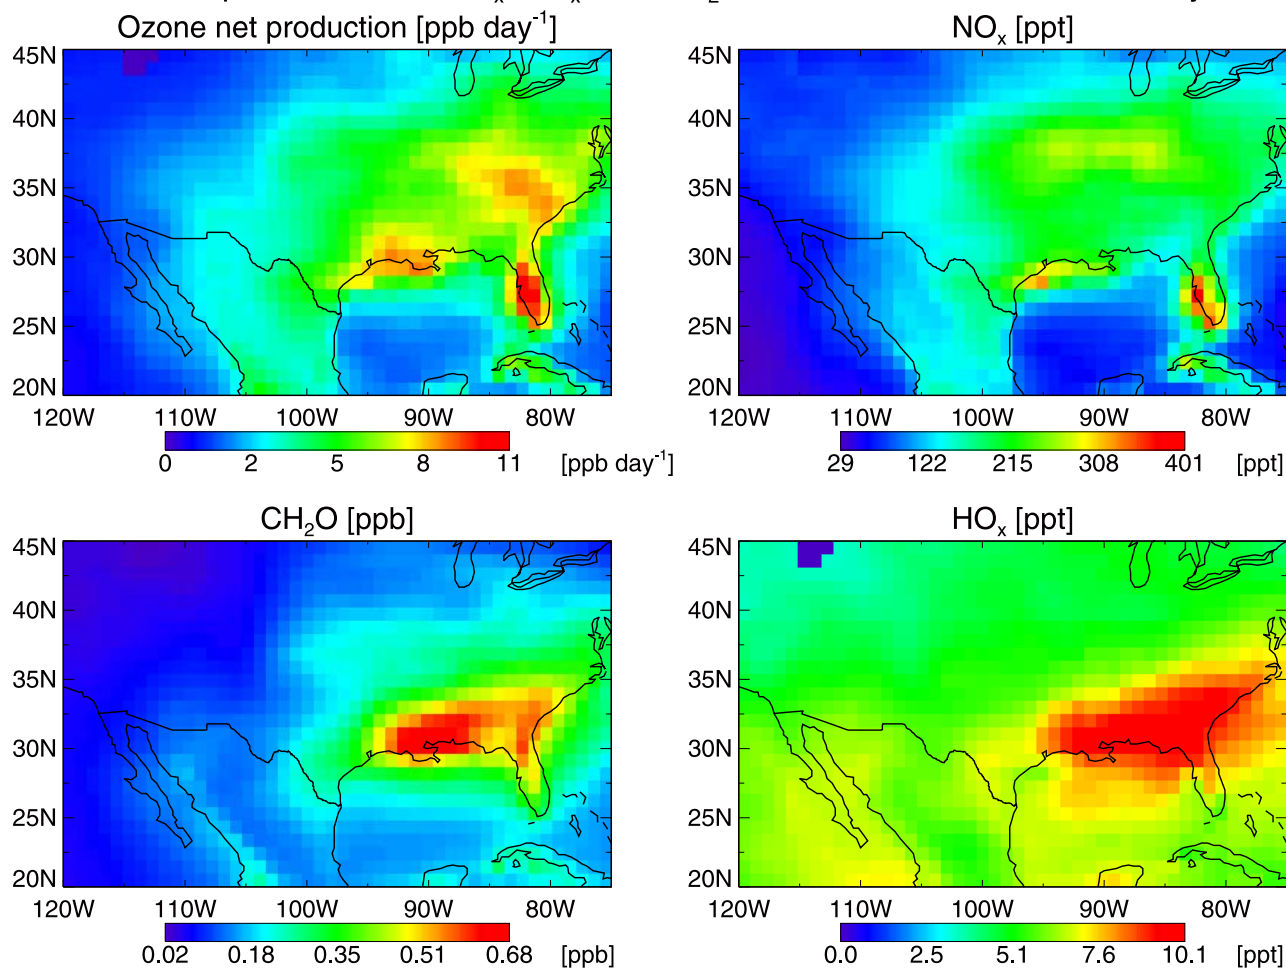 Ozone net production [ppb day⁻¹]
NOₓ [ppt]
45N
40N
35N
30N
25N
20N
120W 110W 100W 90W 80W
0 2 5 8 11 [ppb day⁻¹]
45N
40N
35N
30N
25N
20N
120W 110W 100W 90W 80W
29 122 215 308 401 [ppt]
CH₂O [ppb]
HOₓ [ppt]
45N
40N
35N
30N
25N
20N
120W 110W 100W 90W 80W
0.02 0.18 0.35 0.51 0.68 [ppb]
45N
40N
35N
30N
25N
20N
120W 110W 100W 90W 80W
0.0 2.5 5.1 7.6 10.1 [ppt]